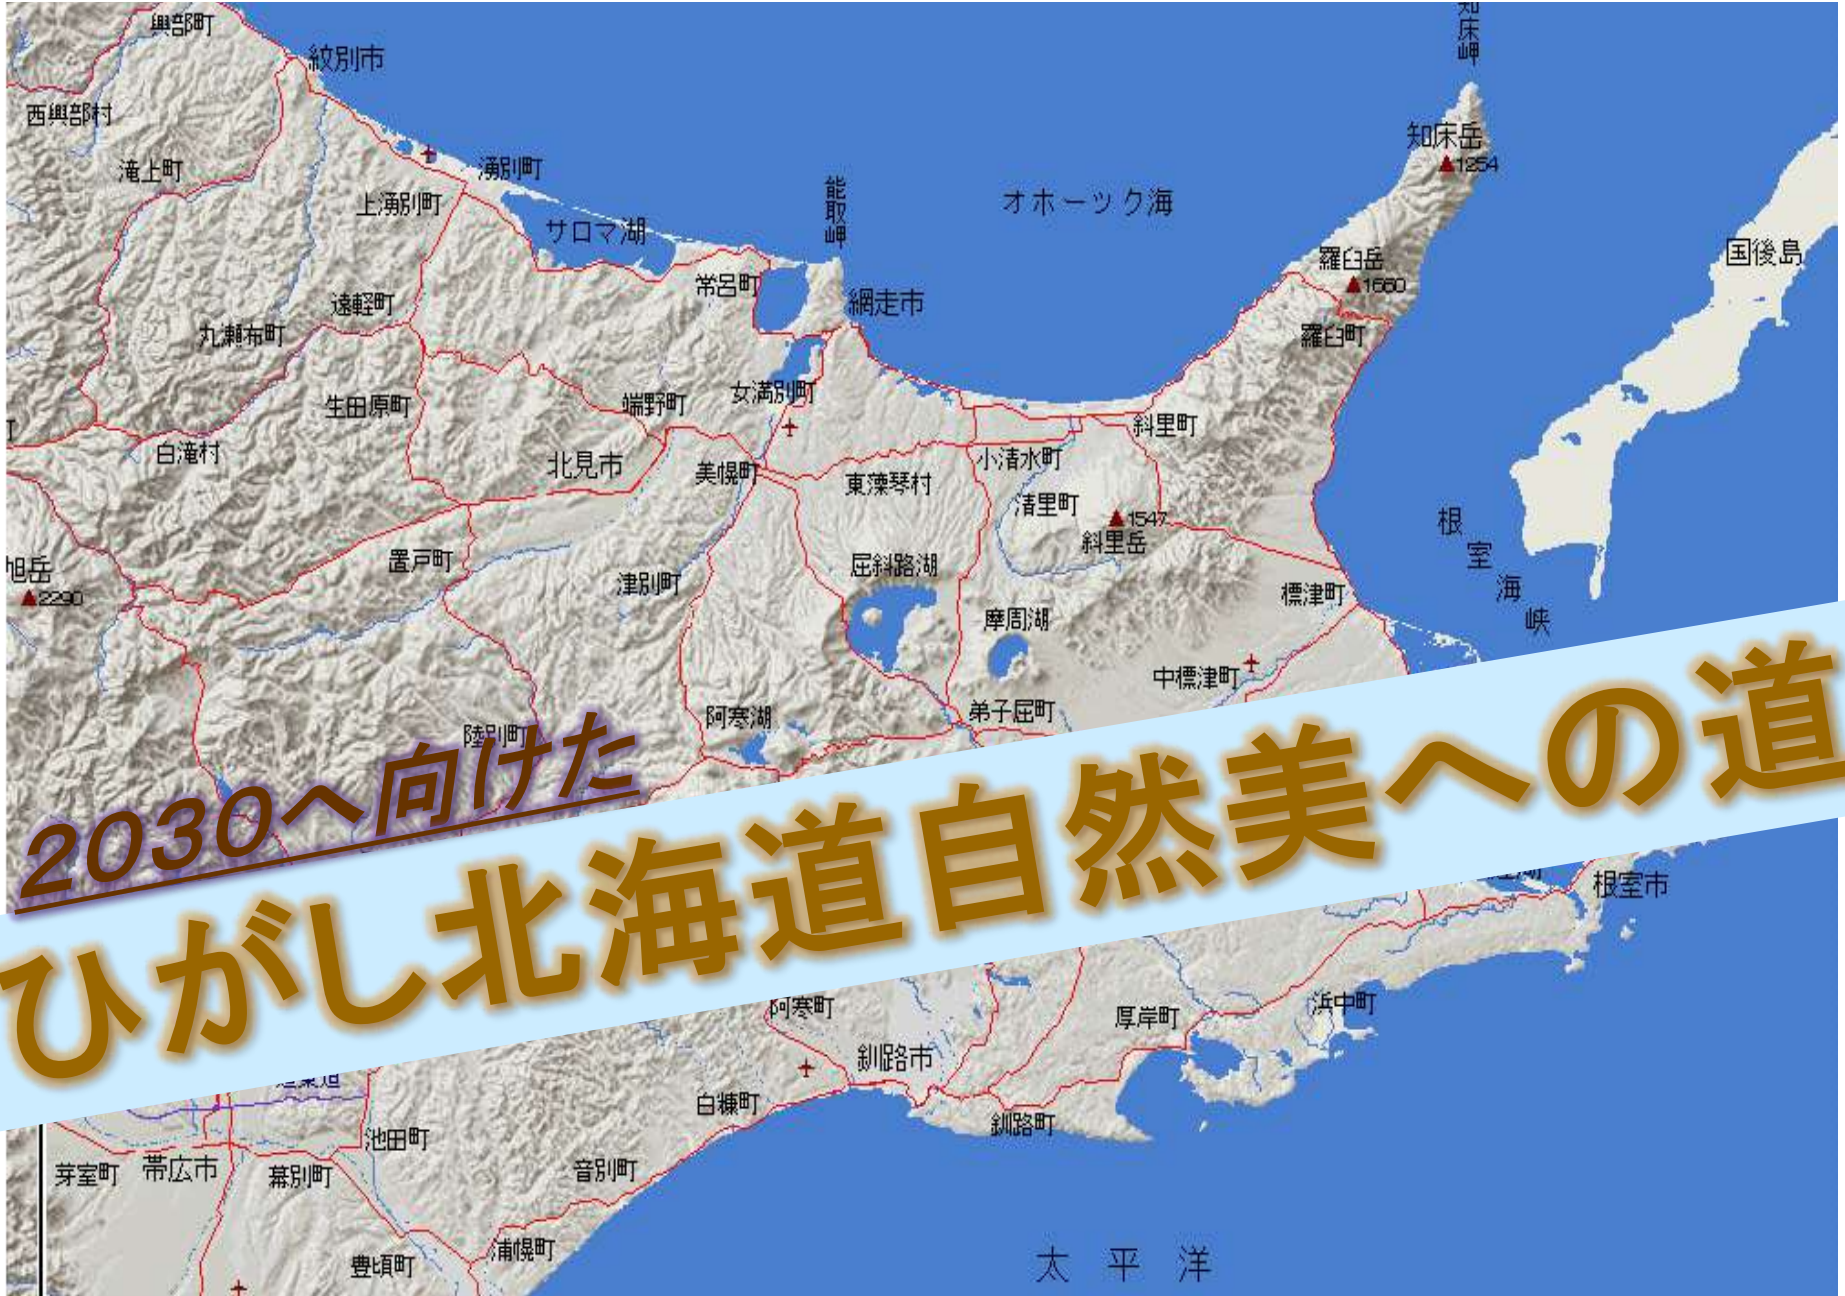 知床岬
興部町
紋別市
西興部村
滝上町
湧別町
上湧別町
サロマ湖
能取岬
オホーツク海
知床岳
1254
国後島
羅臼岳
1660
羅臼町
常呂町
網走市
遠軽町
丸瀬布町
生田原町
端野町
女満別町
斜里町
白滝村
北見市
美幌町
東藻琴村
小清水町
清里町
1547
斜里岳
根室海峡
旭岳
2290
置戸町
津別町
屈斜路湖
摩周湖
標津町
中標津町
阿寒湖
弟子屈町
陸別町
2030へ向けた
ひがし北海道自然美への道
根室市
阿寒町
厚岸町
浜中町
釧路市
白糠町
釧路町
道東道
池田町
芽室町
帯広市
幕別町
音別町
浦幌町
豊頃町
太平洋